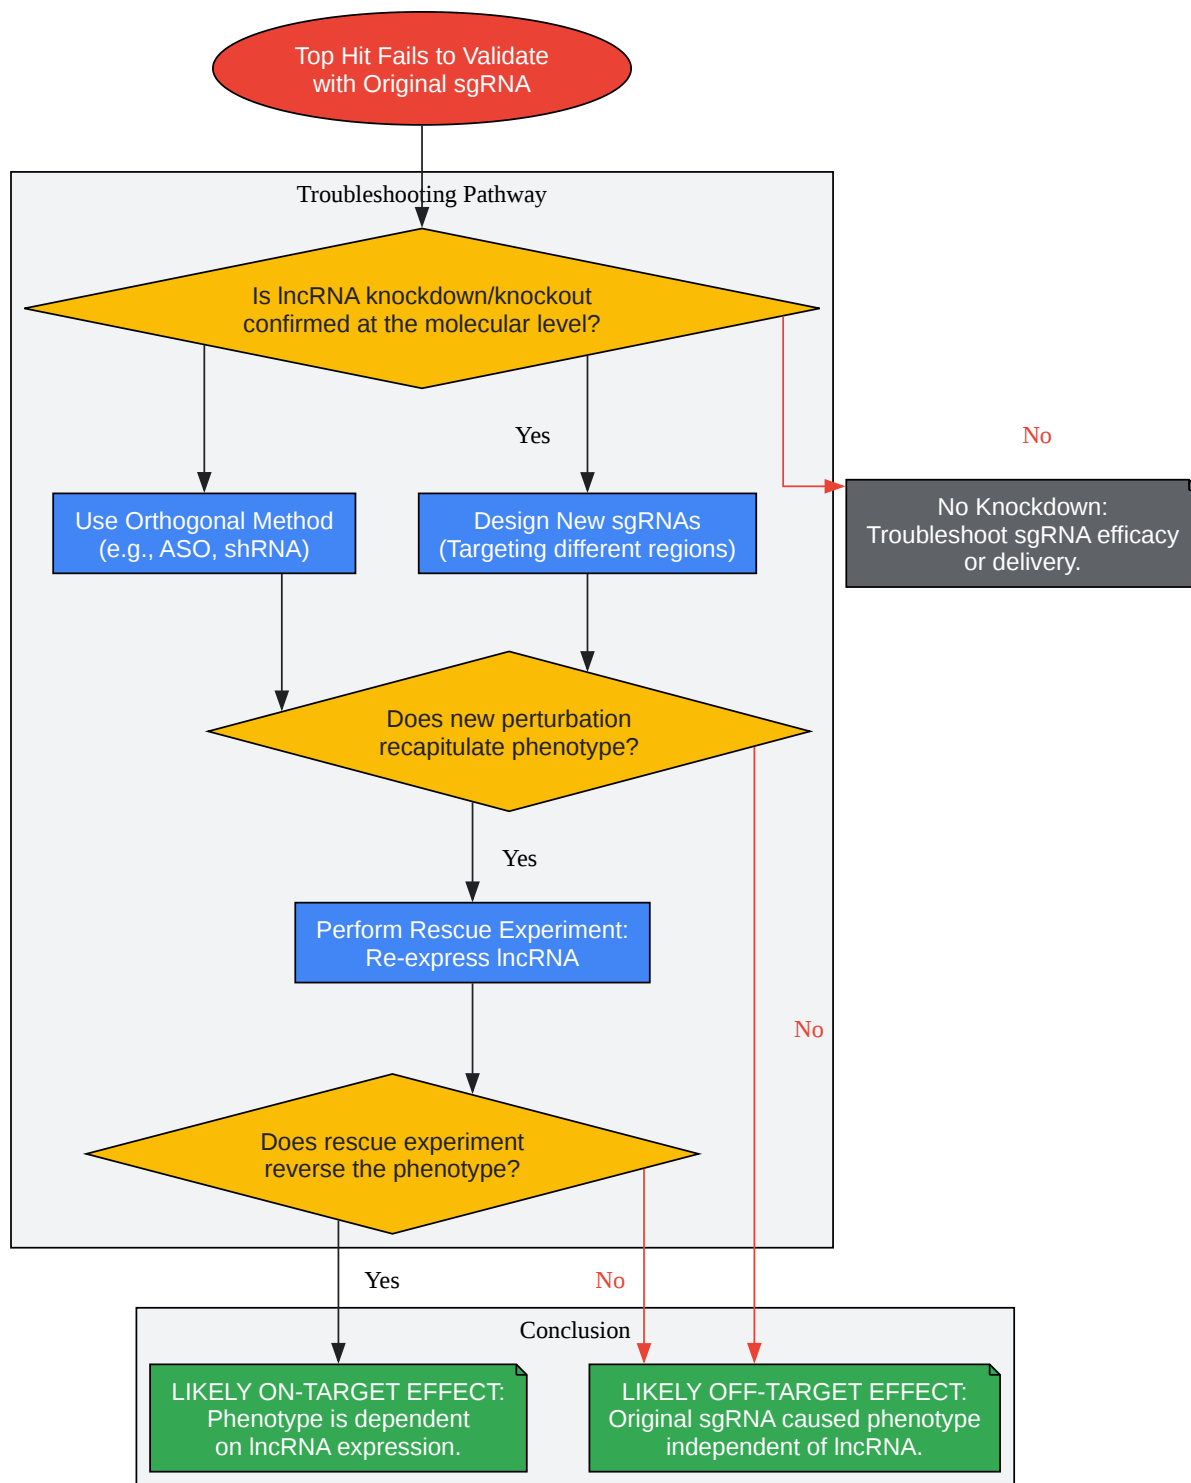 Top Hit Fails to Validate
with Original sgRNA
Troubleshooting Pathway
Is lncRNA knockdown/knockout
confirmed at the molecular level?
Yes
No
Use Orthogonal Method
(e.g., ASO, shRNA)
Design New sgRNAs
(Targeting different regions)
No Knockdown:
Troubleshoot sgRNA efficacy
or delivery.
Does new perturbation
recapitulate phenotype?
Yes
Perform Rescue Experiment:
Re-express lncRNA
No
Does rescue experiment
reverse the phenotype?
Yes
No
Conclusion
LIKELY ON-TARGET EFFECT:
Phenotype is dependent
on lncRNA expression.
LIKELY OFF-TARGET EFFECT:
Original sgRNA caused phenotype
independent of lncRNA.